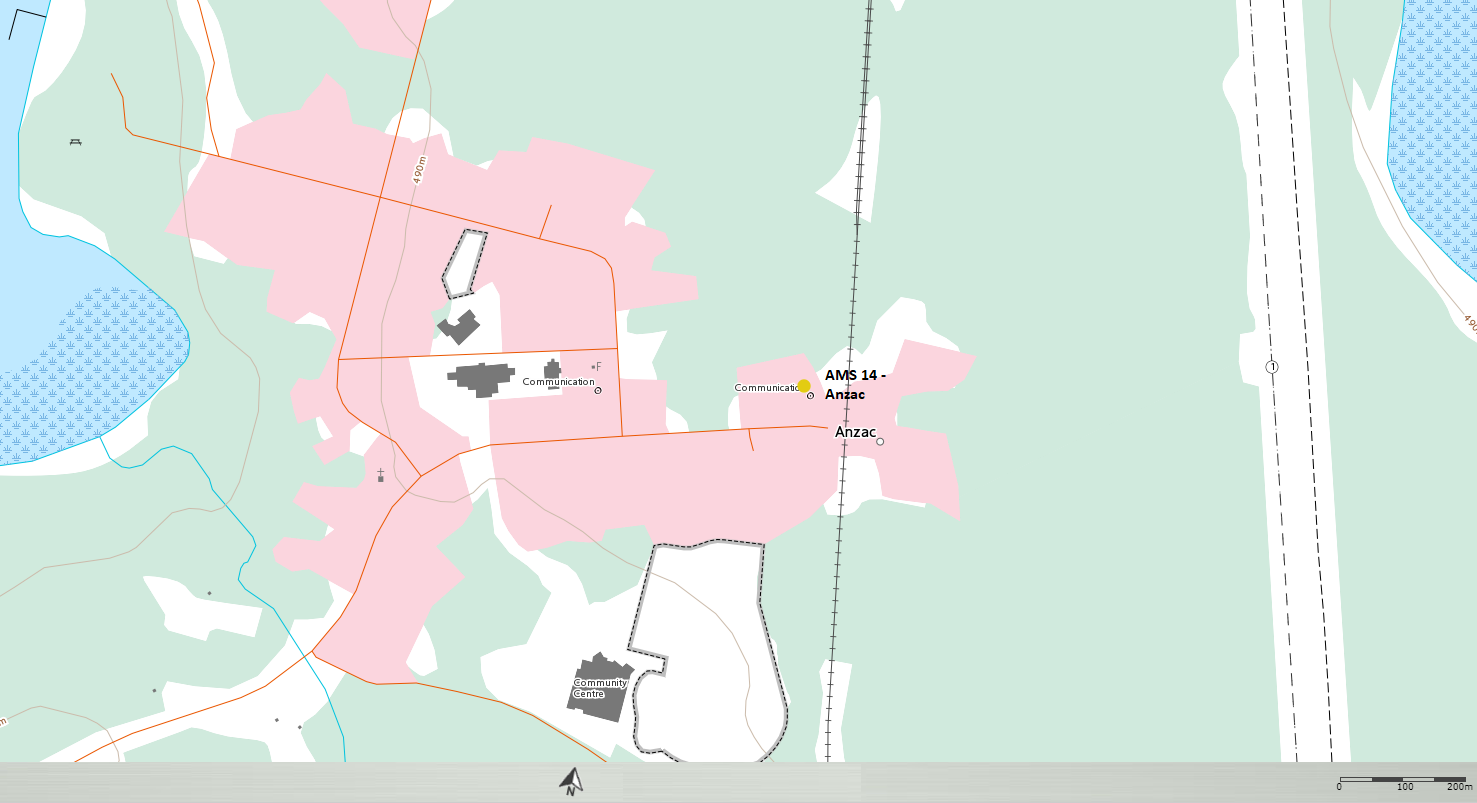 490m
F
Communication
Communicatio
AMS 14 -
Anzac
Anzac
1
490
Community
Centre
m
N
0 100 200m